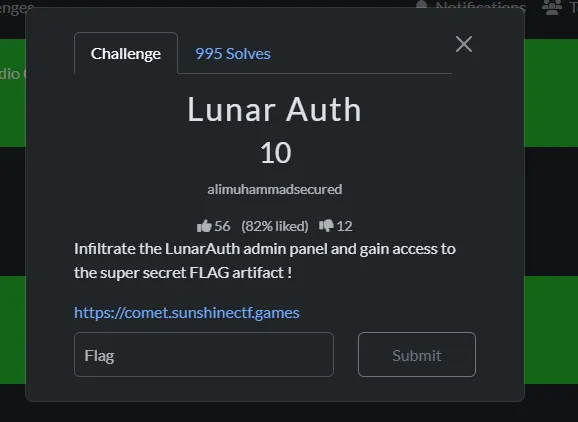 enges
Notifications
Challenge
995 Solves
dio
Lunar Auth
10
alimuhammadsecured
56 (82% liked) 12
Infiltrate the LunarAuth admin panel and gain access to
the super secret FLAG artifact !
https://comet.sunshinectf.games
Flag
Submit